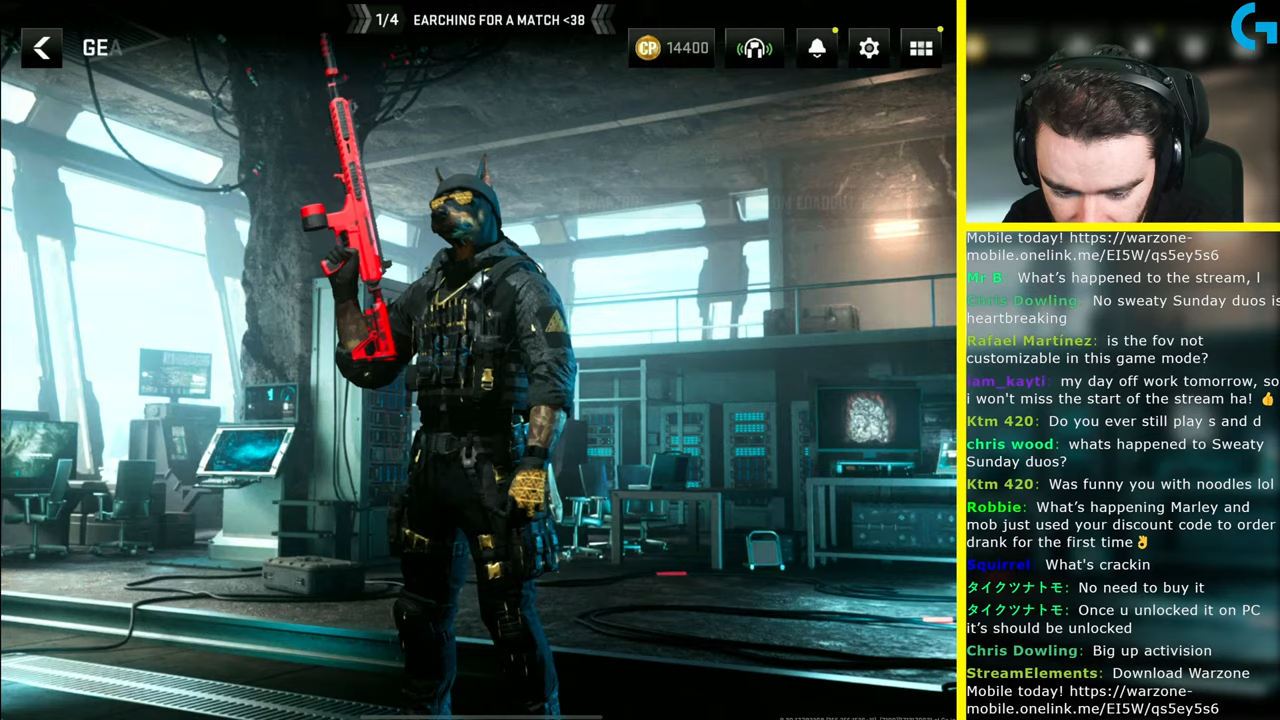 1/4 EARCHING FOR A MATCH <38
GEA
CP 14400
Mobile today! https://warzone-
mobile.onelink.me/EI5W/qs5ey5s6
Mr B: What's happened to the stream, I
Chris Dowling: No sweaty Sunday duos is
heartbreaking
Rafael Martínez: is the fov not
customizable in this game mode?
iam_kayti: my day off work tomorrow, so
i won't miss the start of the stream ha! 👍
Ktm 420: Do you ever still play s and d
chris wood: whats happened to Sweaty
Sunday duos?
Ktm 420: Was funny you with noodles lol
Robbie: What's happening Marley and
mob just used your discount code to order
drank for the first time👌
Squirrel: What's crackin
タイクツナトモ: No need to buy it
タイクツナトモ: Once u unlocked it on PC
it's should be unlocked
Chris Dowling: Big up activision
StreamElements: Download Warzone
Mobile today! https://warzone-
mobile.onelink.me/EI5W/qs5ey5s6